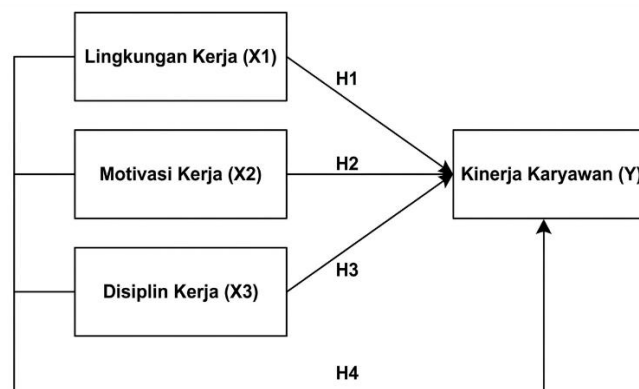 Lingkungan Kerja (X1)
H1
Motivasi Kerja (X2)
H2
Kinerja Karyawan (Y)
Disiplin Kerja (X3)
H3
H4